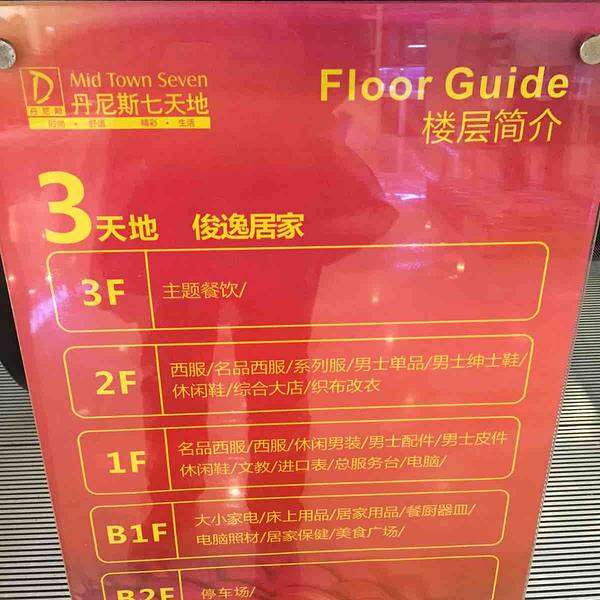 Mid Town Seven
丹尼斯七天地
丹尼斯
时尚·舒适 精彩·生活
Floor Guide
楼层简介
3天地 俊逸居家
3F
主题餐饮/
2F
西服/名品西服/系列服/男士单品/男士绅士鞋/
休闲鞋/综合大店/织布改衣
1F
名品西服/西服/休闲男装/男士配件/男士皮件
休闲鞋/文教/进口表/总服务台/电脑/
B1F
大小家电/床上用品/居家用品/餐厨器皿/
电脑照材/居家保健/美食广场/
B2F
停车场/